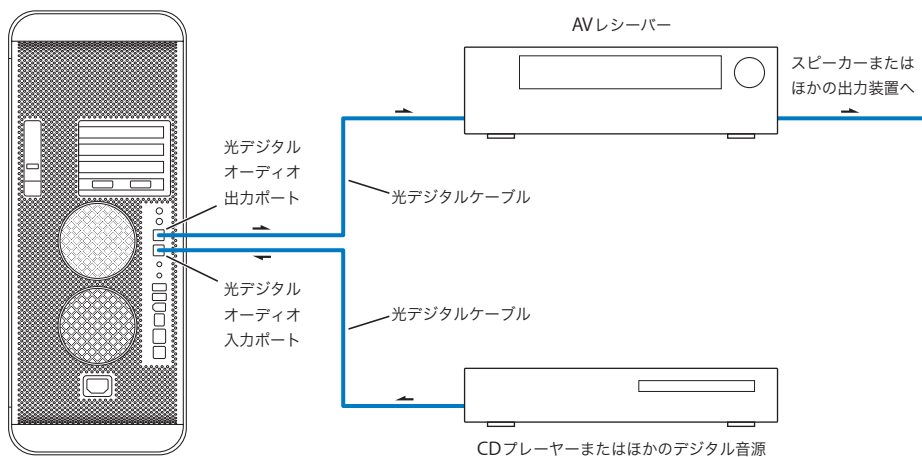 AVレシーバー
スピーカーまたは
ほかの出力装置へ
光デジタル
オーディオ
出力ポート
光デジタルケーブル
光デジタル
オーディオ
入力ポート
光デジタルケーブル
CDプレーヤーまたはほかのデジタル音源